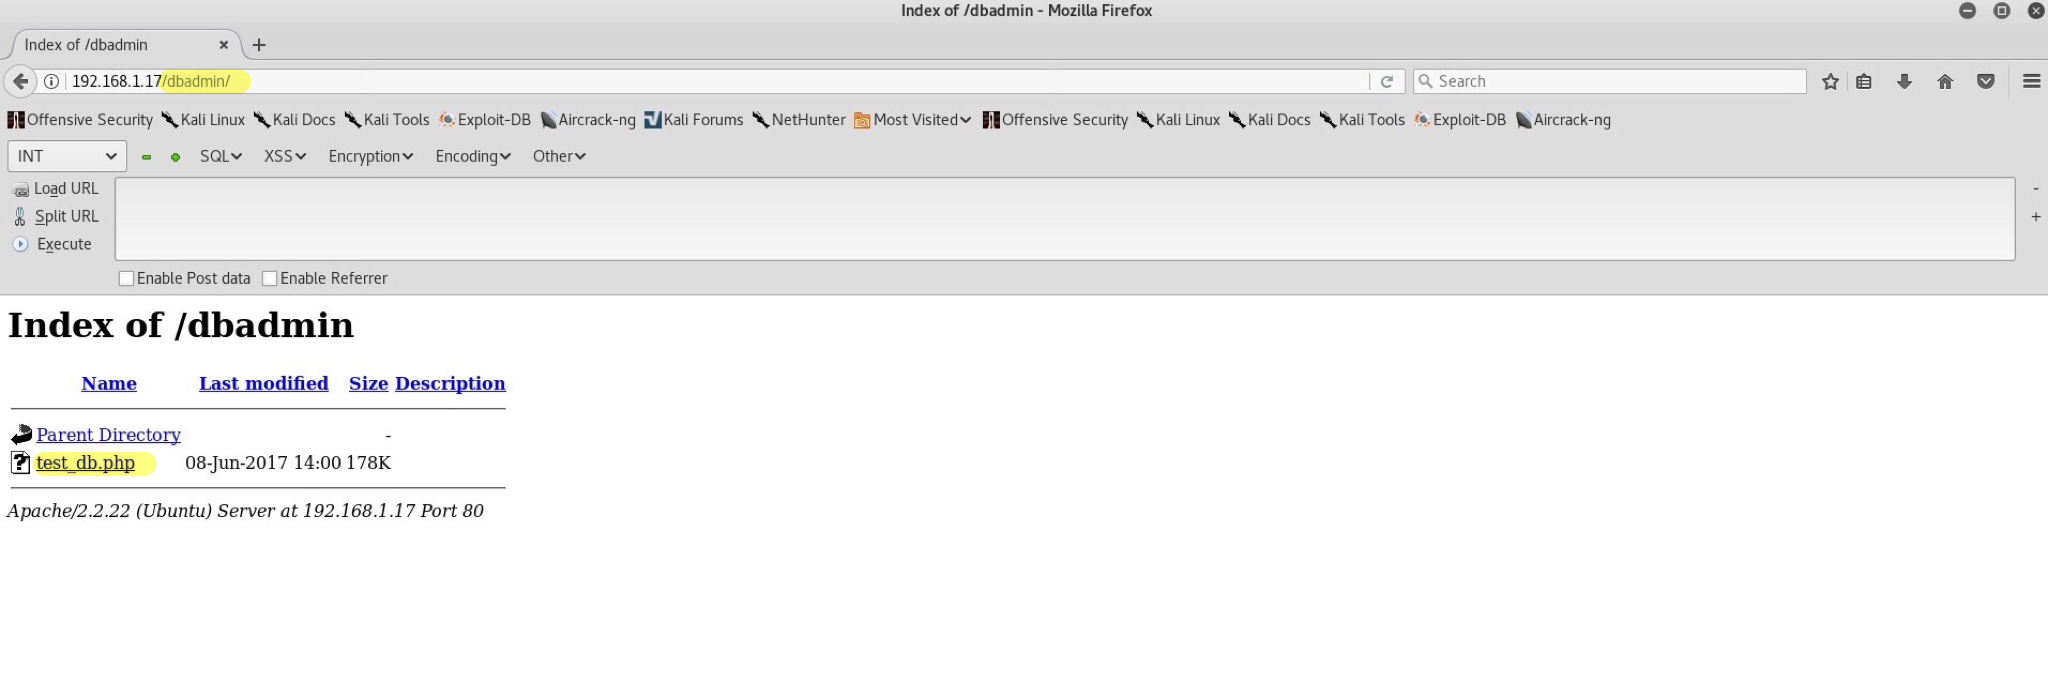 Index of /dbadmin - Mozilla Firefox
Index of /dbadmin
192.168.1.17/dbadmin/
Search
Offensive Security Kali Linux Kali Docs Kali Tools Exploit-DB Aircrack-ng Kali Forums NetHunter Most Visited Offensive Security Kali Linux Kali Docs Kali Tools Exploit-DB Aircrack-ng
INT SQL XSS Encryption Encoding Other
Load URL -
Split URL +
Execute
Enable Post data Enable Referrer
Index of /dbadmin
Name Last modified Size Description
Parent Directory -
test_db.php 08-Jun-2017 14:00 178K
Apache/2.2.22 (Ubuntu) Server at 192.168.1.17 Port 80